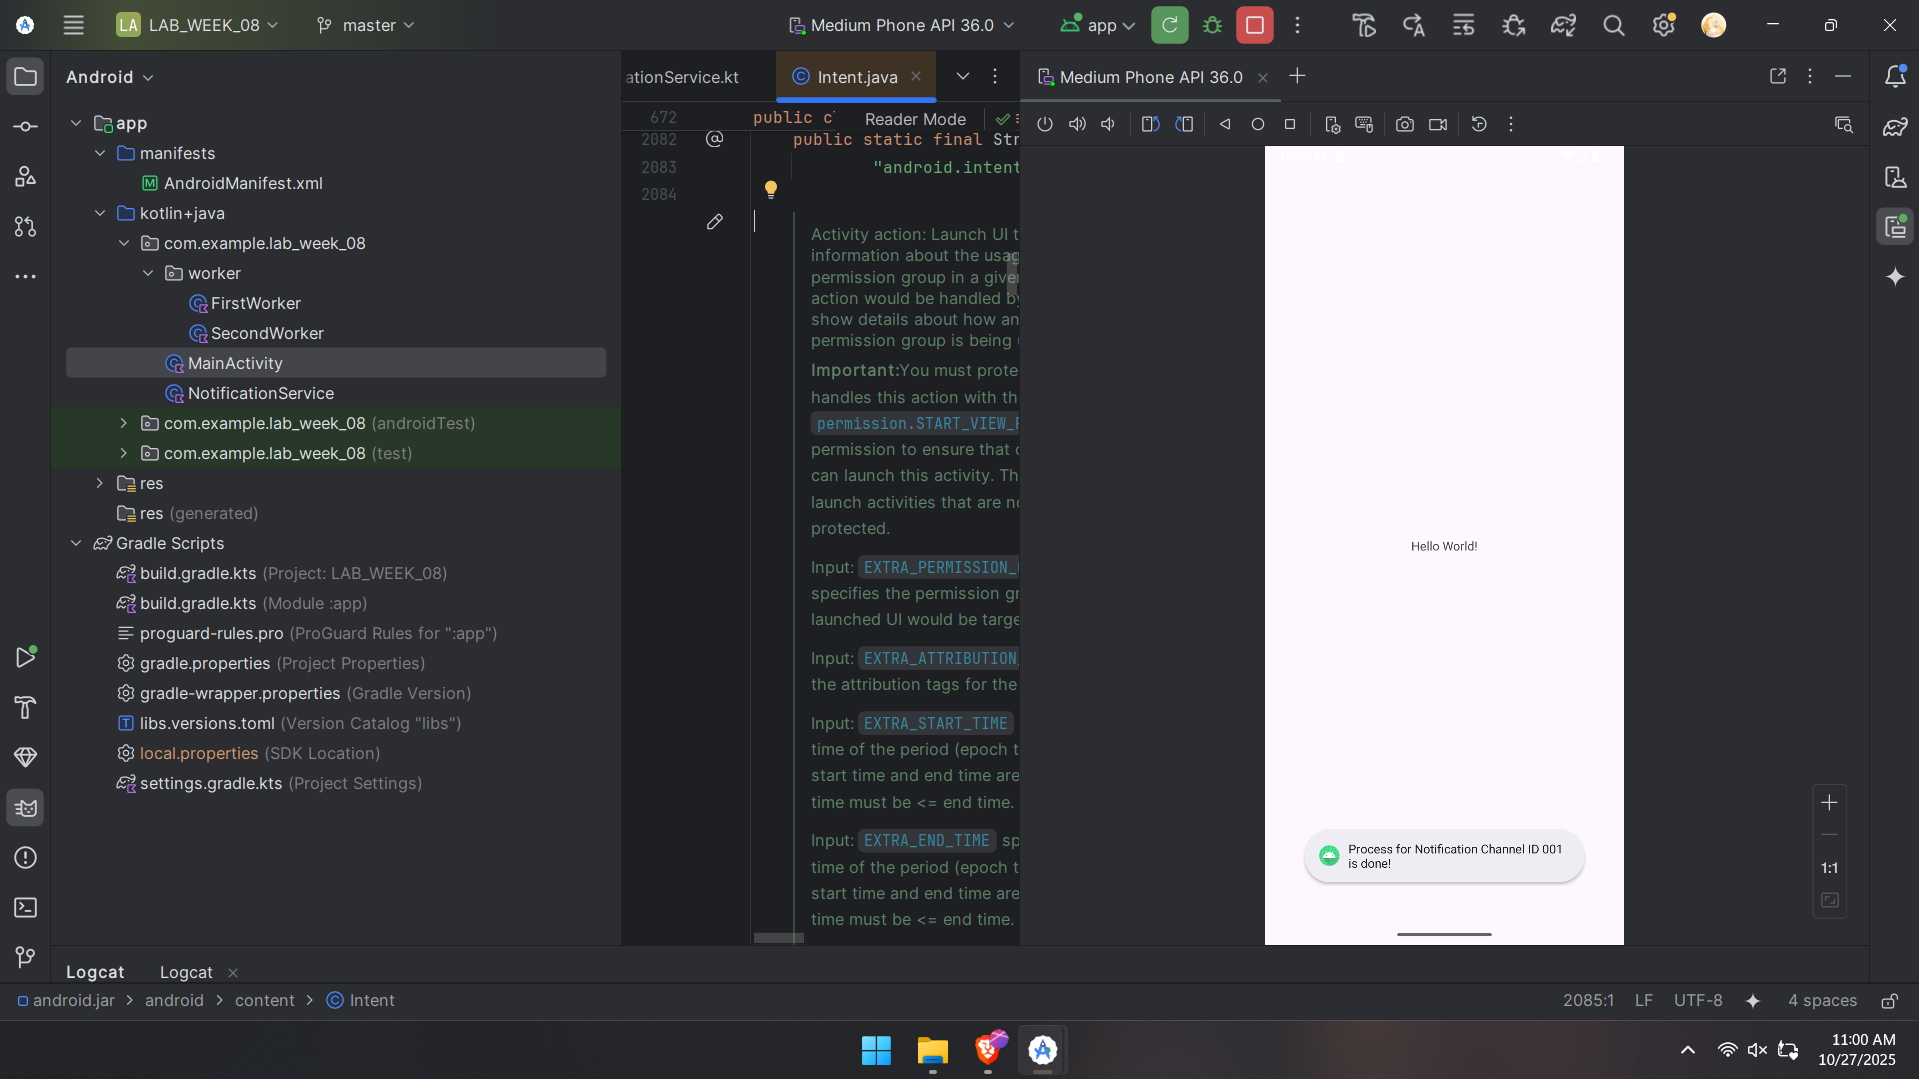 LA LAB_WEEK_08
master
Medium Phone API 36.0
app
Android
app
manifests
AndroidManifest.xml
kotlin+java
com.example.lab_week_08
worker
FirstWorker
SecondWorker
MainActivity
NotificationService
com.example.lab_week_08 (androidTest)
com.example.lab_week_08 (test)
res
res (generated)
Gradle Scripts
build.gradle.kts (Project: LAB_WEEK_08)
build.gradle.kts (Module :app)
proguard-rules.pro (ProGuard Rules for ":app")
gradle.properties (Project Properties)
gradle-wrapper.properties (Gradle Version)
libs.versions.toml (Version Catalog "libs")
local.properties (SDK Location)
settings.gradle.kts (Project Settings)
ationService.kt
Intent.java
672 public c
Reader Mode
2082 @ public static final Str
2083 "android.intent
2084
Activity action: Launch UI t
information about the usag
permission group in a give
action would be handled by
show details about how an
permission group is being
Important:You must prote
handles this action with th
permission.START_VIEW_P
permission to ensure that
can launch this activity. Th
launch activities that are no
protected.
Input: EXTRA_PERMISSION_
specifies the permission gr
launched UI would be targe
Input: EXTRA_ATTRIBUTION_
the attribution tags for the
Input: EXTRA_START_TIME
time of the period (epoch t
start time and end time are
time must be <= end time.
Input: EXTRA_END_TIME sp
time of the period (epoch t
start time and end time are
time must be <= end time.
Medium Phone API 36.0
Hello World!
Process for Notification Channel ID 001
is done!
1:1
Logcat Logcat
android.jar > android > content > Intent
2085:1 LF UTF-8 4 spaces
11:00 AM
10/27/2025